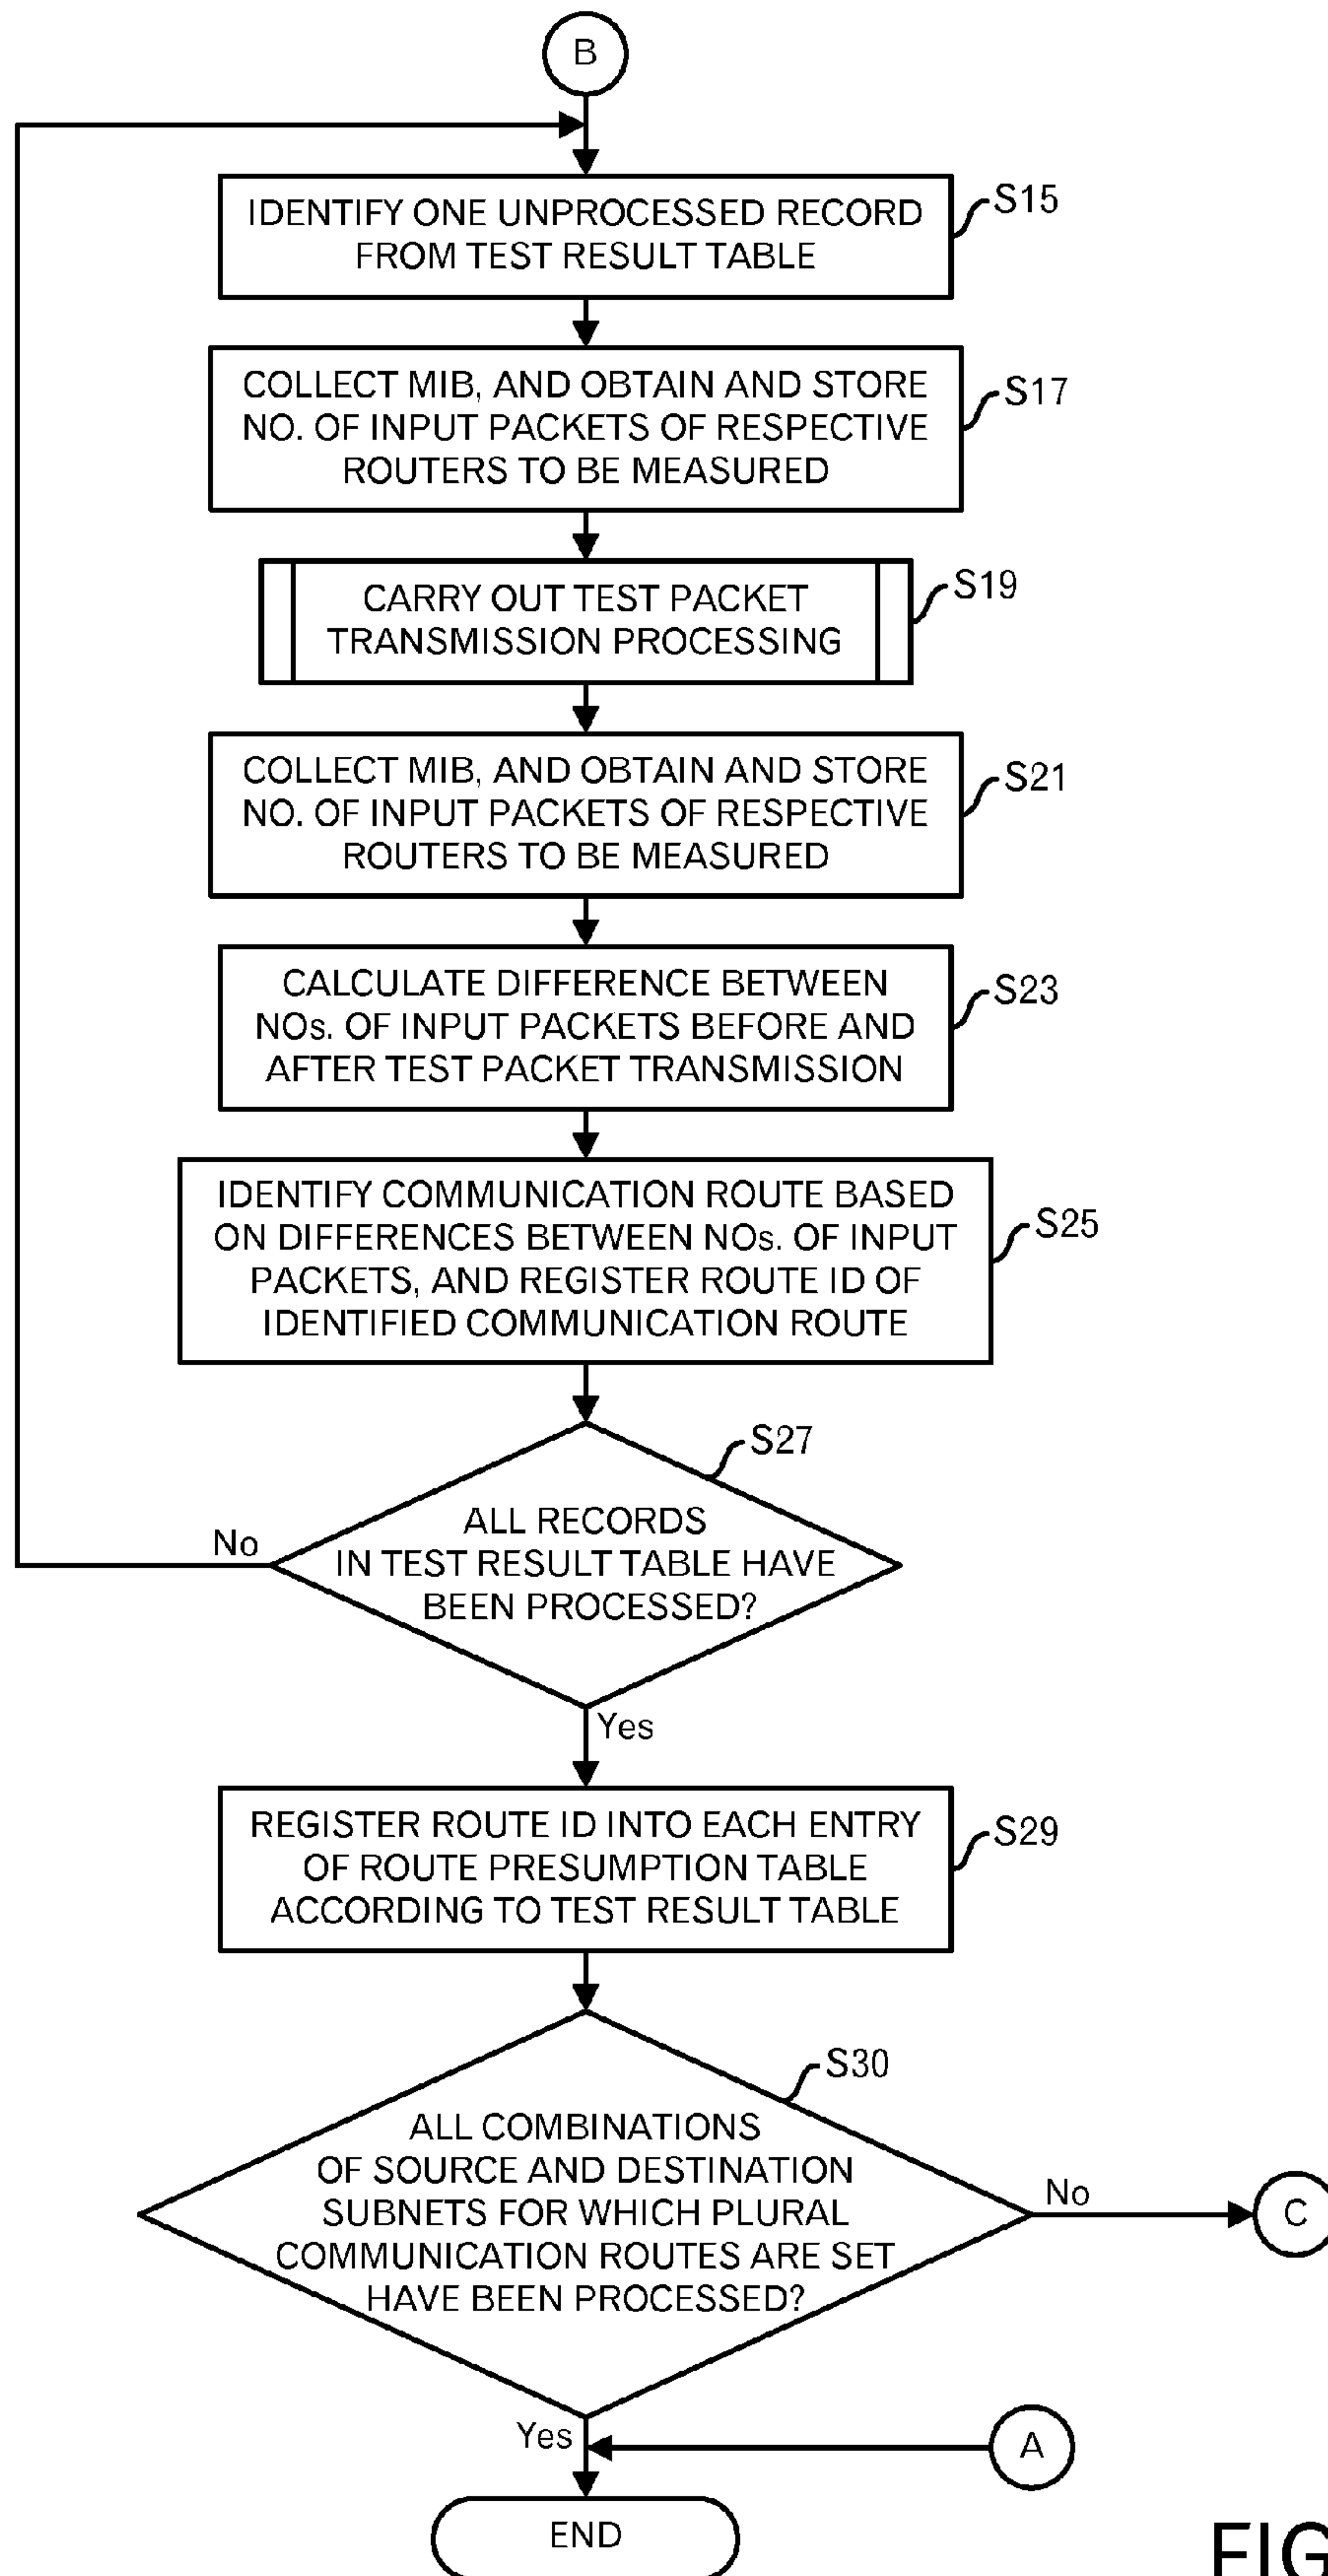 B
IDENTIFY ONE UNPROCESSED RECORD
FROM TEST RESULT TABLE
S15
COLLECT MIB, AND OBTAIN AND STORE
NO. OF INPUT PACKETS OF RESPECTIVE
ROUTERS TO BE MEASURED
S17
CARRY OUT TEST PACKET
TRANSMISSION PROCESSING
S19
COLLECT MIB, AND OBTAIN AND STORE
NO. OF INPUT PACKETS OF RESPECTIVE
ROUTERS TO BE MEASURED
S21
CALCULATE DIFFERENCE BETWEEN
NOs. OF INPUT PACKETS BEFORE AND
AFTER TEST PACKET TRANSMISSION
S23
IDENTIFY COMMUNICATION ROUTE BASED
ON DIFFERENCES BETWEEN NOs. OF INPUT
PACKETS, AND REGISTER ROUTE ID OF
IDENTIFIED COMMUNICATION ROUTE
S25
S27
ALL RECORDS
IN TEST RESULT TABLE HAVE
BEEN PROCESSED?
No
Yes
REGISTER ROUTE ID INTO EACH ENTRY
OF ROUTE PRESUMPTION TABLE
ACCORDING TO TEST RESULT TABLE
S29
S30
ALL COMBINATIONS
OF SOURCE AND DESTINATION
SUBNETS FOR WHICH PLURAL
COMMUNICATION ROUTES ARE SET
HAVE BEEN PROCESSED?
No
C
Yes
A
END
FIG